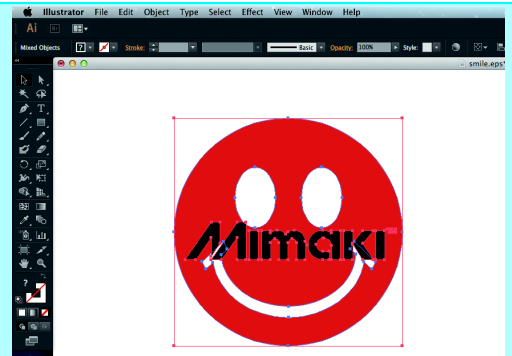 Illustrator File Edit Object Type Select Effect View Window Help
Ai
Mixed Objects ? Stroke: Basic Opacity: 100% Style:
smile.eps*
Mimaki
T
?